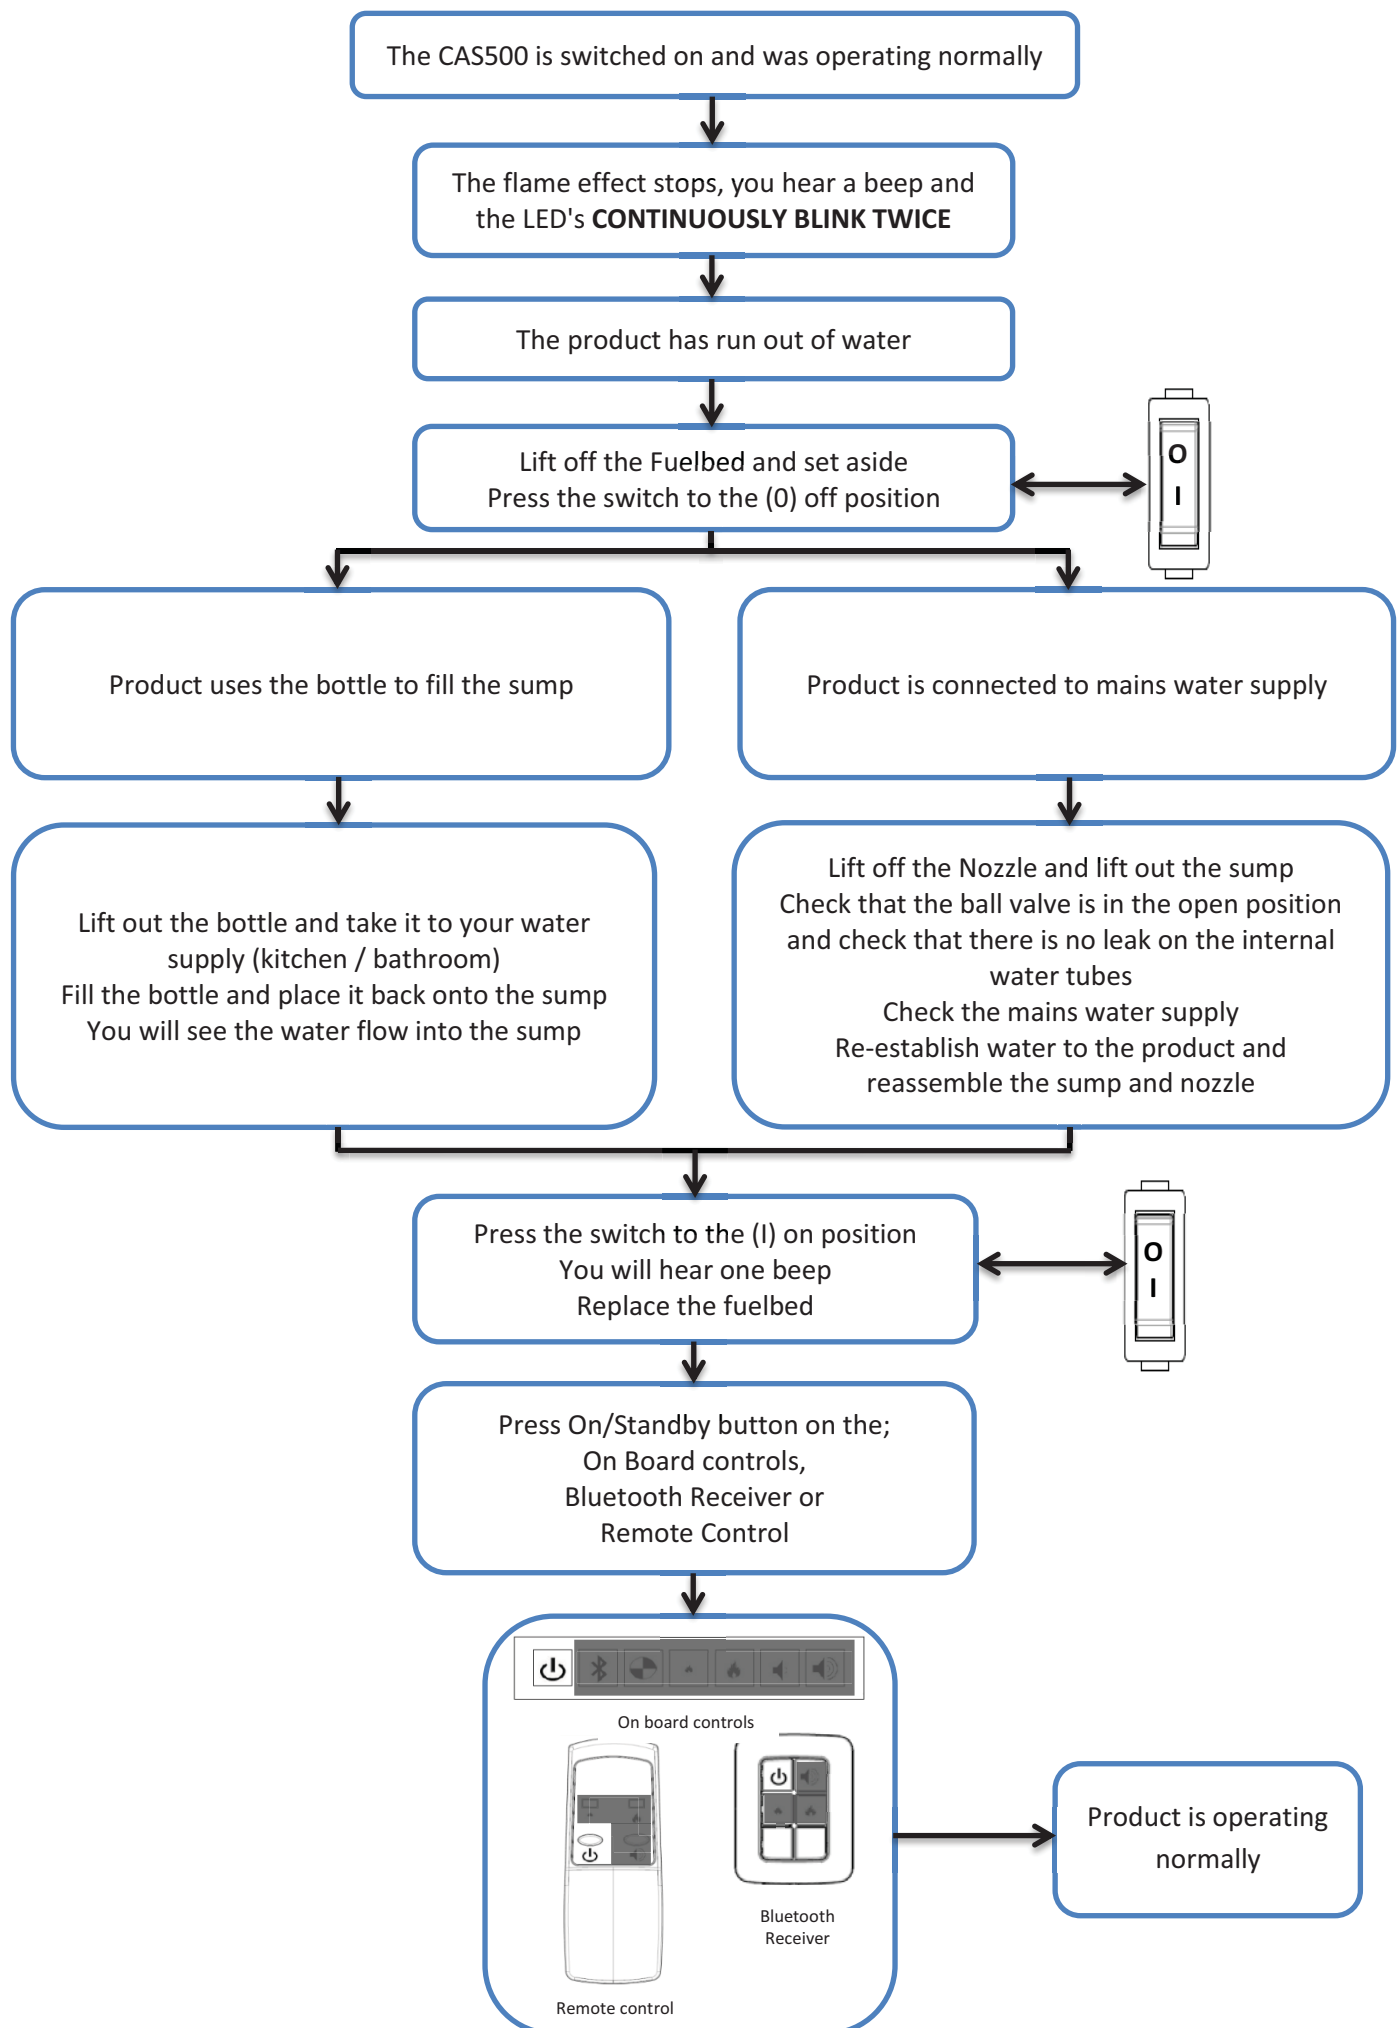 The CAS500 is switched on and was operating normally
The flame effect stops, you hear a beep and
the LED's CONTINUOUSLY BLINK TWICE
The product has run out of water
Lift off the Fuelbed and set aside
Press the switch to the (0) off position
O
I
Product uses the bottle to fill the sump
Product is connected to mains water supply
Lift out the bottle and take it to your water
supply (kitchen / bathroom)
Fill the bottle and place it back onto the sump
You will see the water flow into the sump
Lift off the Nozzle and lift out the sump
Check that the ball valve is in the open position
and check that there is no leak on the internal
water tubes
Check the mains water supply
Re-establish water to the product and
reassemble the sump and nozzle
Press the switch to the (I) on position
You will hear one beep
Replace the fuelbed
O
I
Press On/Standby button on the;
On Board controls,
Bluetooth Receiver or
Remote Control
On board controls
Bluetooth
Receiver
Remote control
Product is operating
normally